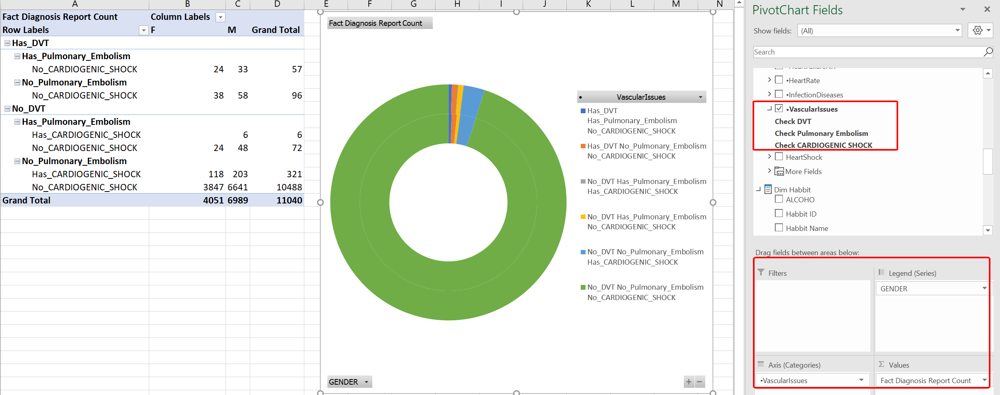 A B C D E F G H I J K L M N
Fact Diagnosis Report Count Column Labels
Row Labels F M Grand Total
Has_DVT
Has_Pulmonary_Embolism
No_CARDIOGENIC_SHOCK 24 33 57
No_Pulmonary_Embolism
No_CARDIOGENIC_SHOCK 38 58 96
No_DVT
Has_Pulmonary_Embolism
Has_CARDIOGENIC_SHOCK 6 6
No_CARDIOGENIC_SHOCK 24 48 72
No_Pulmonary_Embolism
Has_CARDIOGENIC_SHOCK 118 203 321
No_CARDIOGENIC_SHOCK 3847 6641 10488
Grand Total 4051 6989 11040
Fact Diagnosis Report Count
• VascularIssues
Has_DVT
Has_Pulmonary_Embolism
No_CARDIOGENIC_SHOCK
Has_DVT No_Pulmonary_Embolism
No_CARDIOGENIC_SHOCK
No_DVT Has_Pulmonary_Embolism
Has_CARDIOGENIC_SHOCK
No_DVT Has_Pulmonary_Embolism
No_CARDIOGENIC_SHOCK
No_DVT No_Pulmonary_Embolism
Has_CARDIOGENIC_SHOCK
No_DVT No_Pulmonary_Embolism
No_CARDIOGENIC_SHOCK
GENDER
+ −
PivotChart Fields
Show fields: (All)
Search
•HeartRate
•InfectionDiseases
•VascularIssues
Check DVT
Check Pulmonary Embolism
Check CARDIOGENIC SHOCK
HeartShock
More Fields
Dim Habbit
ALCOHO
Habbit ID
Habbit Name
Drag fields between areas below:
Filters
Legend (Series)
GENDER
Axis (Categories)
•VascularIssues
Σ Values
Fact Diagnosis Report Count